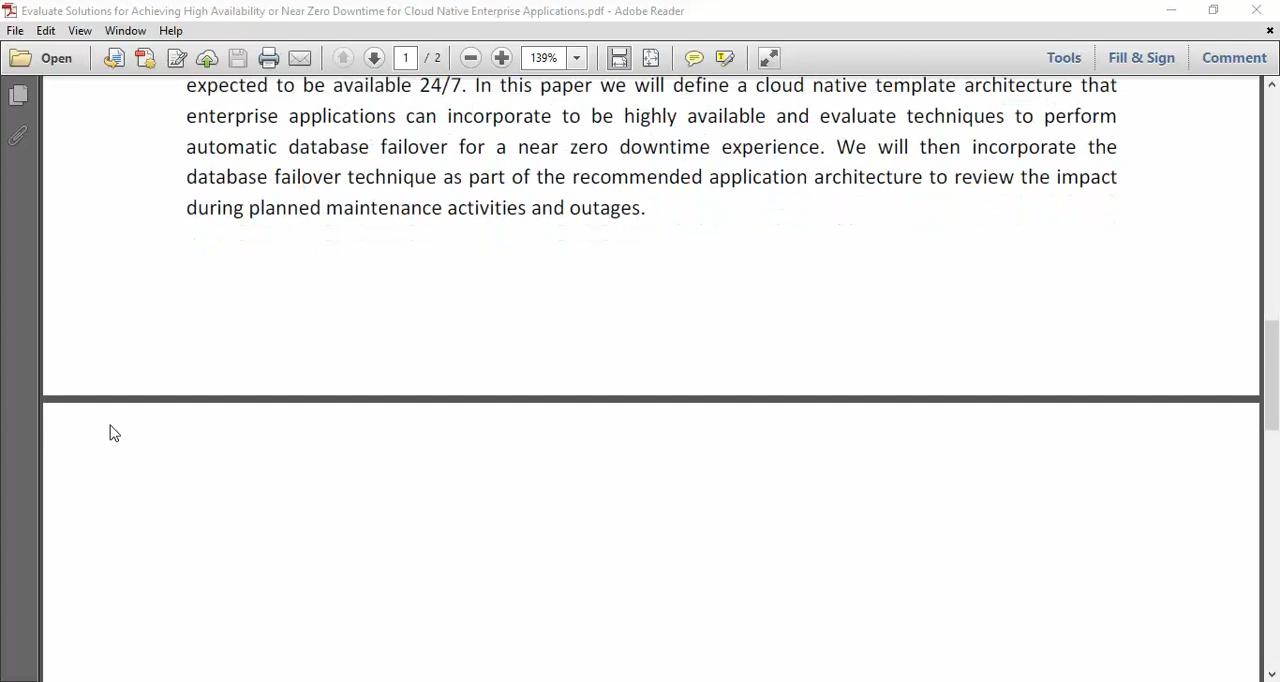 Evaluate Solutions for Achieving High Availability or Near Zero Downtime for Cloud Native Enterprise Applications.pdf - Adobe Reader
File Edit View Window Help
Open 1 / 2 139% Tools Fill & Sign Comment
expected to be available 24/7. In this paper we will define a cloud native template architecture that
enterprise applications can incorporate to be highly available and evaluate techniques to perform
automatic database failover for a near zero downtime experience. We will then incorporate the
database failover technique as part of the recommended application architecture to review the impact
during planned maintenance activities and outages.